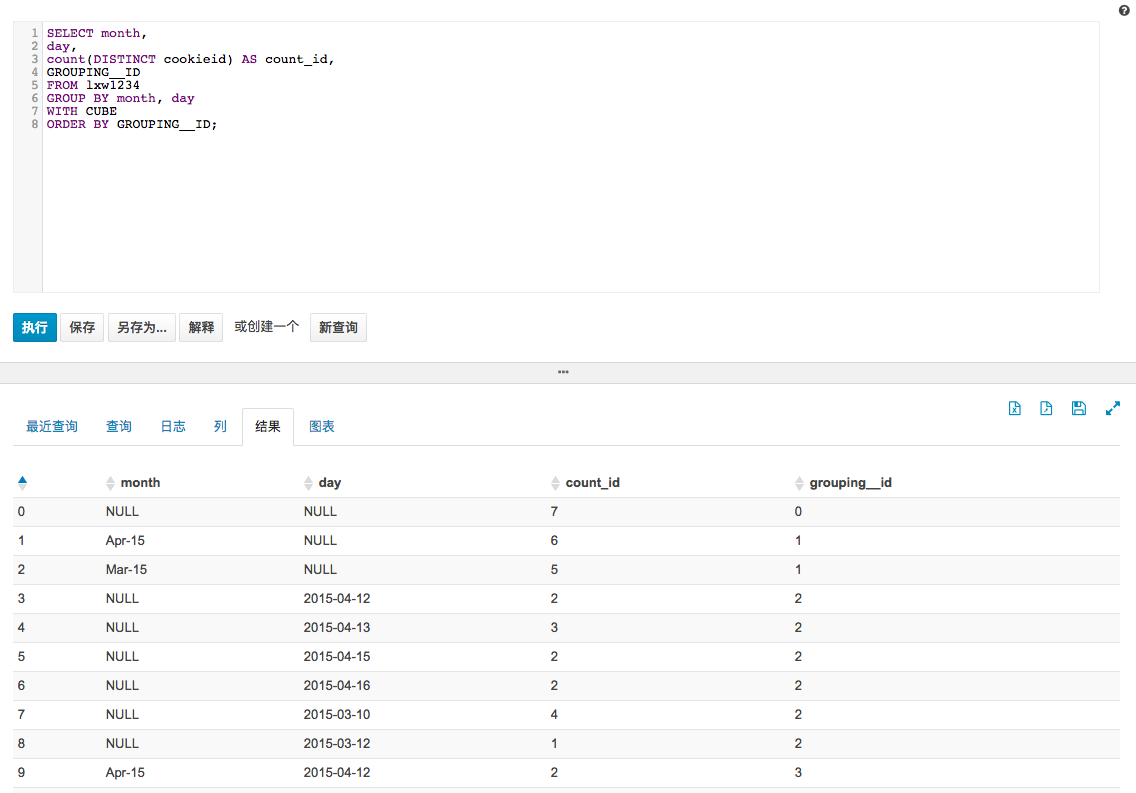 1 SELECT month,
2 day,
3 count(DISTINCT cookieid) AS count_id,
4 GROUPING__ID
5 FROM lxw1234
6 GROUP BY month, day
7 WITH CUBE
8 ORDER BY GROUPING__ID;
执行 保存 另存为... 解释 或创建一个 新查询
最近查询 查询 日志 列 结果 图表
month day count_id grouping__id
0 NULL NULL 7 0
1 Apr-15 NULL 6 1
2 Mar-15 NULL 5 1
3 NULL 2015-04-12 2 2
4 NULL 2015-04-13 3 2
5 NULL 2015-04-15 2 2
6 NULL 2015-04-16 2 2
7 NULL 2015-03-10 4 2
8 NULL 2015-03-12 1 2
9 Apr-15 2015-04-12 2 3